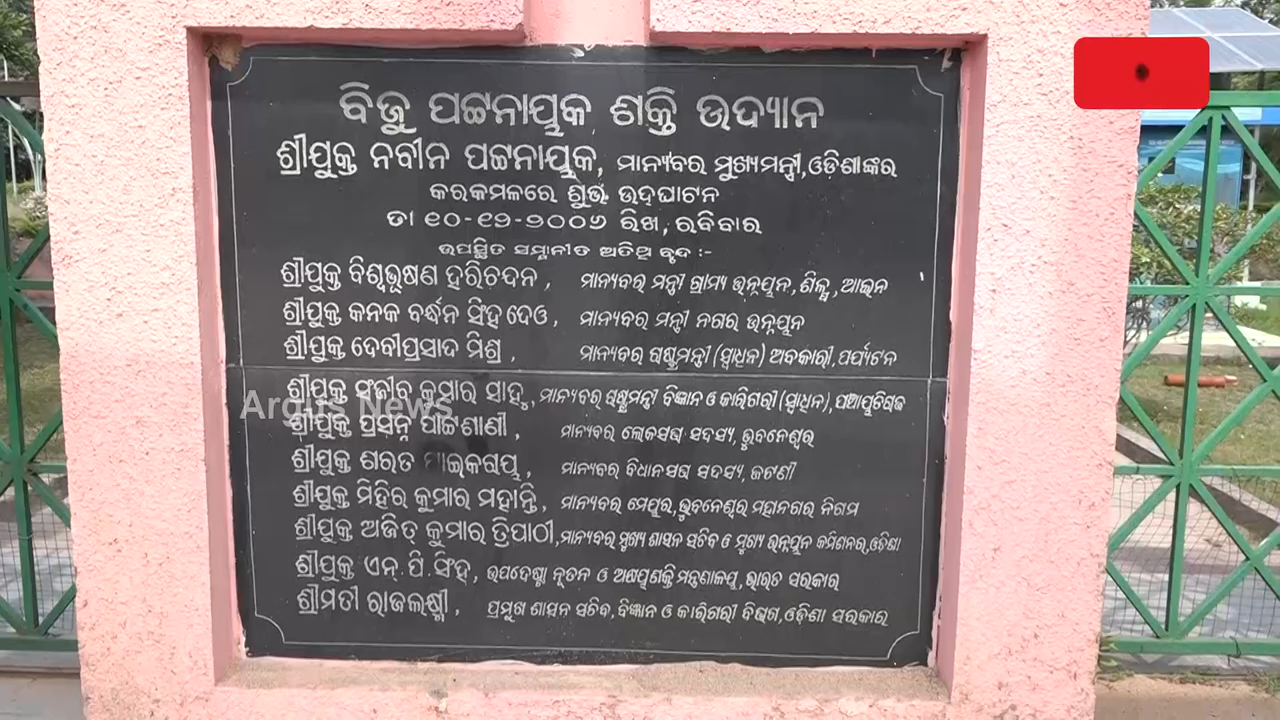 ବିଜୁ ପଟ୍ଟନାୟକ ଶକ୍ତି ଉଦ୍ୟାନ
ଶ୍ରୀଯୁକ୍ତ ନବୀନ ପଟ୍ଟନାୟକ, ମାନ୍ୟବର ମୁଖ୍ୟମନ୍ତ୍ରୀ, ଓଡ଼ିଶାଙ୍କର
କରକମଳରେ ଶୁଭ ଉଦ୍‌ଘାଟନ
ତା ୧୦-୧୨-୨୦୦୬ ରିଖ, ରବିବାର
ଉପସ୍ଥିତ ସମ୍ମାନୀତ ଅତିଥି ବୃନ୍ଦ :-
ଶ୍ରୀଯୁକ୍ତ ବିଶ୍ୱଭୂଷଣ ହରିଚନ୍ଦନ, ମାନ୍ୟବର ମନ୍ତ୍ରୀ ଗ୍ରାମ୍ୟ ଉନ୍ନୟନ, ଶିଳ୍ପ, ଆଇନ
ଶ୍ରୀଯୁକ୍ତ କନକ ବର୍ଦ୍ଧନ ସିଂହ ଦେଓ, ମାନ୍ୟବର ମନ୍ତ୍ରୀ ନଗର ଉନ୍ନୟନ
ଶ୍ରୀଯୁକ୍ତ ଦେବୀପ୍ରସାଦ ମିଶ୍ର, ମାନ୍ୟବର ରାଷ୍ଟ୍ରମନ୍ତ୍ରୀ (ସ୍ୱାଧିନ) ଅବକାରୀ, ପର୍ଯ୍ୟଟନ
ଶ୍ରୀଯୁକ୍ତ ସଂଜୀବ କୁମାର ସାହୁ, ମାନ୍ୟବର ରାଷ୍ଟ୍ରମନ୍ତ୍ରୀ ବିଜ୍ଞାନ ଓ କାରିଗରୀ (ସ୍ୱାଧିନ), ପଞ୍ଚାୟତିରାଜ
Argus News
ଶ୍ରୀଯୁକ୍ତ ପ୍ରସନ୍ନ ପାଟଶାଣୀ, ମାନ୍ୟବର ଲୋକସଭା ସଦସ୍ୟ, ଭୁବନେଶ୍ୱର
ଶ୍ରୀଯୁକ୍ତ ଶରତ ପାଇକରାୟ, ମାନ୍ୟବର ବିଧାନସଭା ସଦସ୍ୟ, ଜଟଣୀ
ଶ୍ରୀଯୁକ୍ତ ମିହିର କୁମାର ମହାନ୍ତି, ମାନ୍ୟବର ମେୟର, ଭୁବନେଶ୍ୱର ମହାନଗର ନିଗମ
ଶ୍ରୀଯୁକ୍ତ ଅଜିତ୍ କୁମାର ତ୍ରିପାଠୀ, ମାନ୍ୟବର ମୁଖ୍ୟ ଶାସନ ସଚିବ ଓ ମୁଖ୍ୟ ଉନ୍ନୟନ କମିଶନର, ଓଡ଼ିଶା
ଶ୍ରୀଯୁକ୍ତ ଏନ୍.ପି.ସିଂହ, ଉପଦେଷ୍ଟା ନୂତନ ଓ ଅକ୍ଷୟଶକ୍ତି ମନ୍ତ୍ରଣାଳୟ, ଭାରତ ସରକାର
ଶ୍ରୀମତୀ ରାଜଲକ୍ଷ୍ମୀ, ପ୍ରମୁଖ ଶାସନ ସଚିବ, ବିଜ୍ଞାନ ଓ କାରିଗରୀ ବିଭାଗ, ଓଡ଼ିଶା ସରକାର